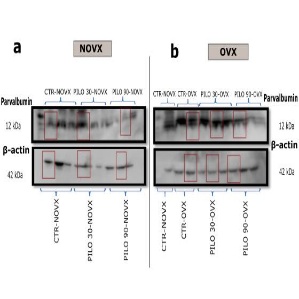 a
NOVX
CTR-NOVX PILO 30-NOVX PILO 90-NOVX
Parvalbumin
12 kDa
β-actin
42 kDa
CTR-NOVX
PILO 30-NOVX
PILO 90-NOVX
b
OVX
CTR-NOVX CTR-OVX PILO 30-OVX PILO 90-OVX
Parvalbumin
12 kDa
β-actin
42 kDa
CTR-NOVX
CTR-OVX
PILO 30-OVX
PILO 90-OVX